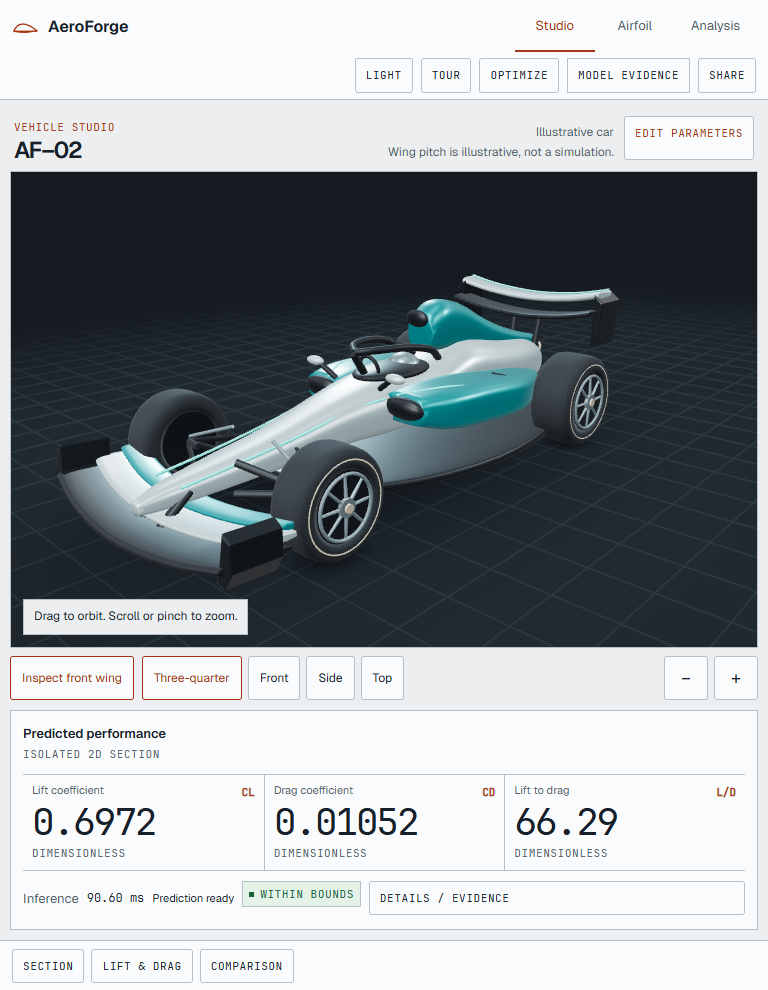 AeroForge
Studio
Airfoil
Analysis
LIGHT
TOUR
OPTIMIZE
MODEL EVIDENCE
SHARE
VEHICLE STUDIO
AF–02
Illustrative car
Wing pitch is illustrative, not a simulation.
EDIT PARAMETERS
Drag to orbit. Scroll or pinch to zoom.
Inspect front wing
Three-quarter
Front
Side
Top
−
+
Predicted performance
ISOLATED 2D SECTION
Lift coefficient
CL
0.6972
DIMENSIONLESS
Drag coefficient
CD
0.01052
DIMENSIONLESS
Lift to drag
L/D
66.29
DIMENSIONLESS
Inference 90.60 ms Prediction ready
WITHIN BOUNDS
DETAILS / EVIDENCE
SECTION
LIFT & DRAG
COMPARISON